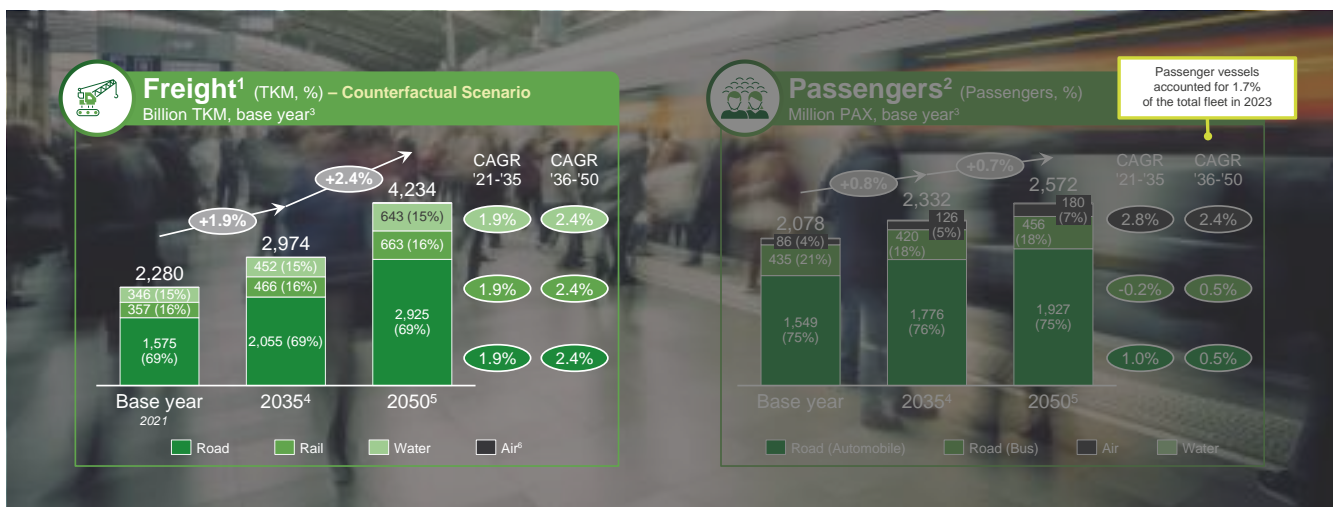 Freight¹ (TKM, %) – Counterfactual Scenario
Billion TKM, base year³
CAGR '21-'35
CAGR '36-'50
+1.9%
+2.4%
2,280
346 (15%)
357 (16%)
1,575
(69%)
2,974
452 (15%)
466 (16%)
2,055 (69%)
4,234
643 (15%)
663 (16%)
2,925
(69%)
1.9% 2.4%
1.9% 2.4%
1.9% 2.4%
Base year 2035⁴ 2050⁵
2021
Road Rail Water Air⁶
Passengers² (Passengers, %)
Million PAX, base year³
Passenger vessels
accounted for 1.7%
of the total fleet in 2023
CAGR '21-'35
CAGR '36-'50
+0.8%
+0.7%
2,078
86 (4%)
435 (21%)
1,549
(75%)
2,332
126
(5%)
420
(18%)
1,776
(76%)
2,572
180
(7%)
456
(18%)
1,927
(75%)
2.8% 2.4%
-0.2% 0.5%
1.0% 0.5%
Base year 2035⁴ 2050⁵
Road (Automobile) Road (Bus) Air Water